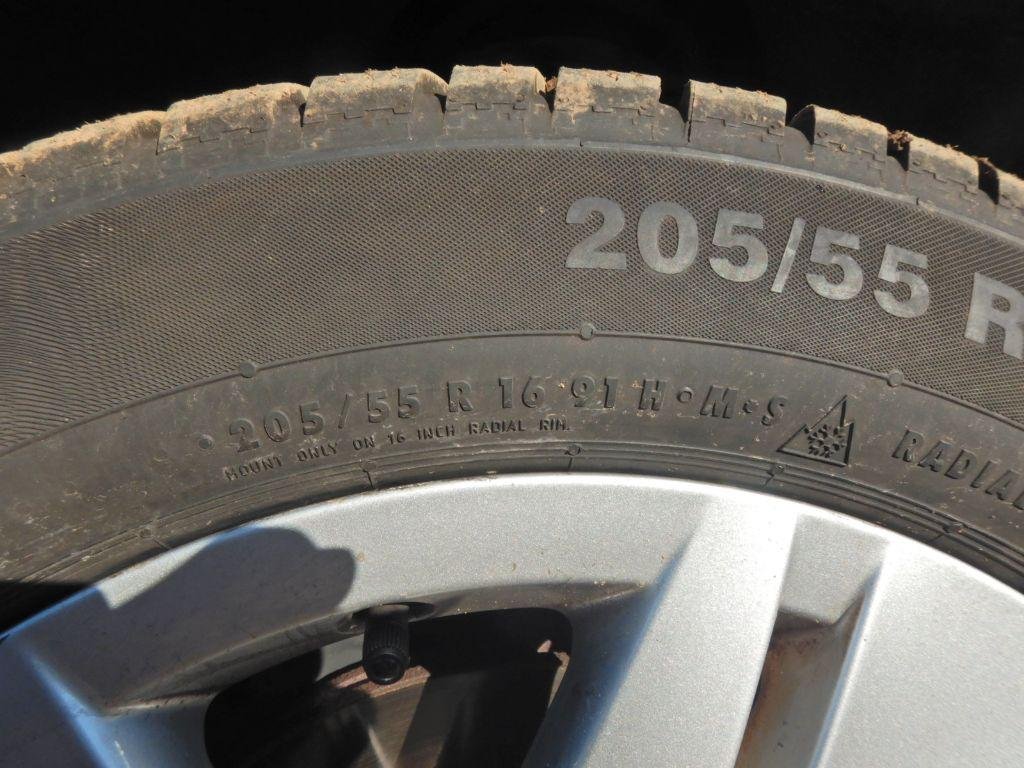 205/55 R
• 205/55 R 16 91 H • M+S RADIAL
MOUNT ONLY ON 16 INCH RADIAL RIM.